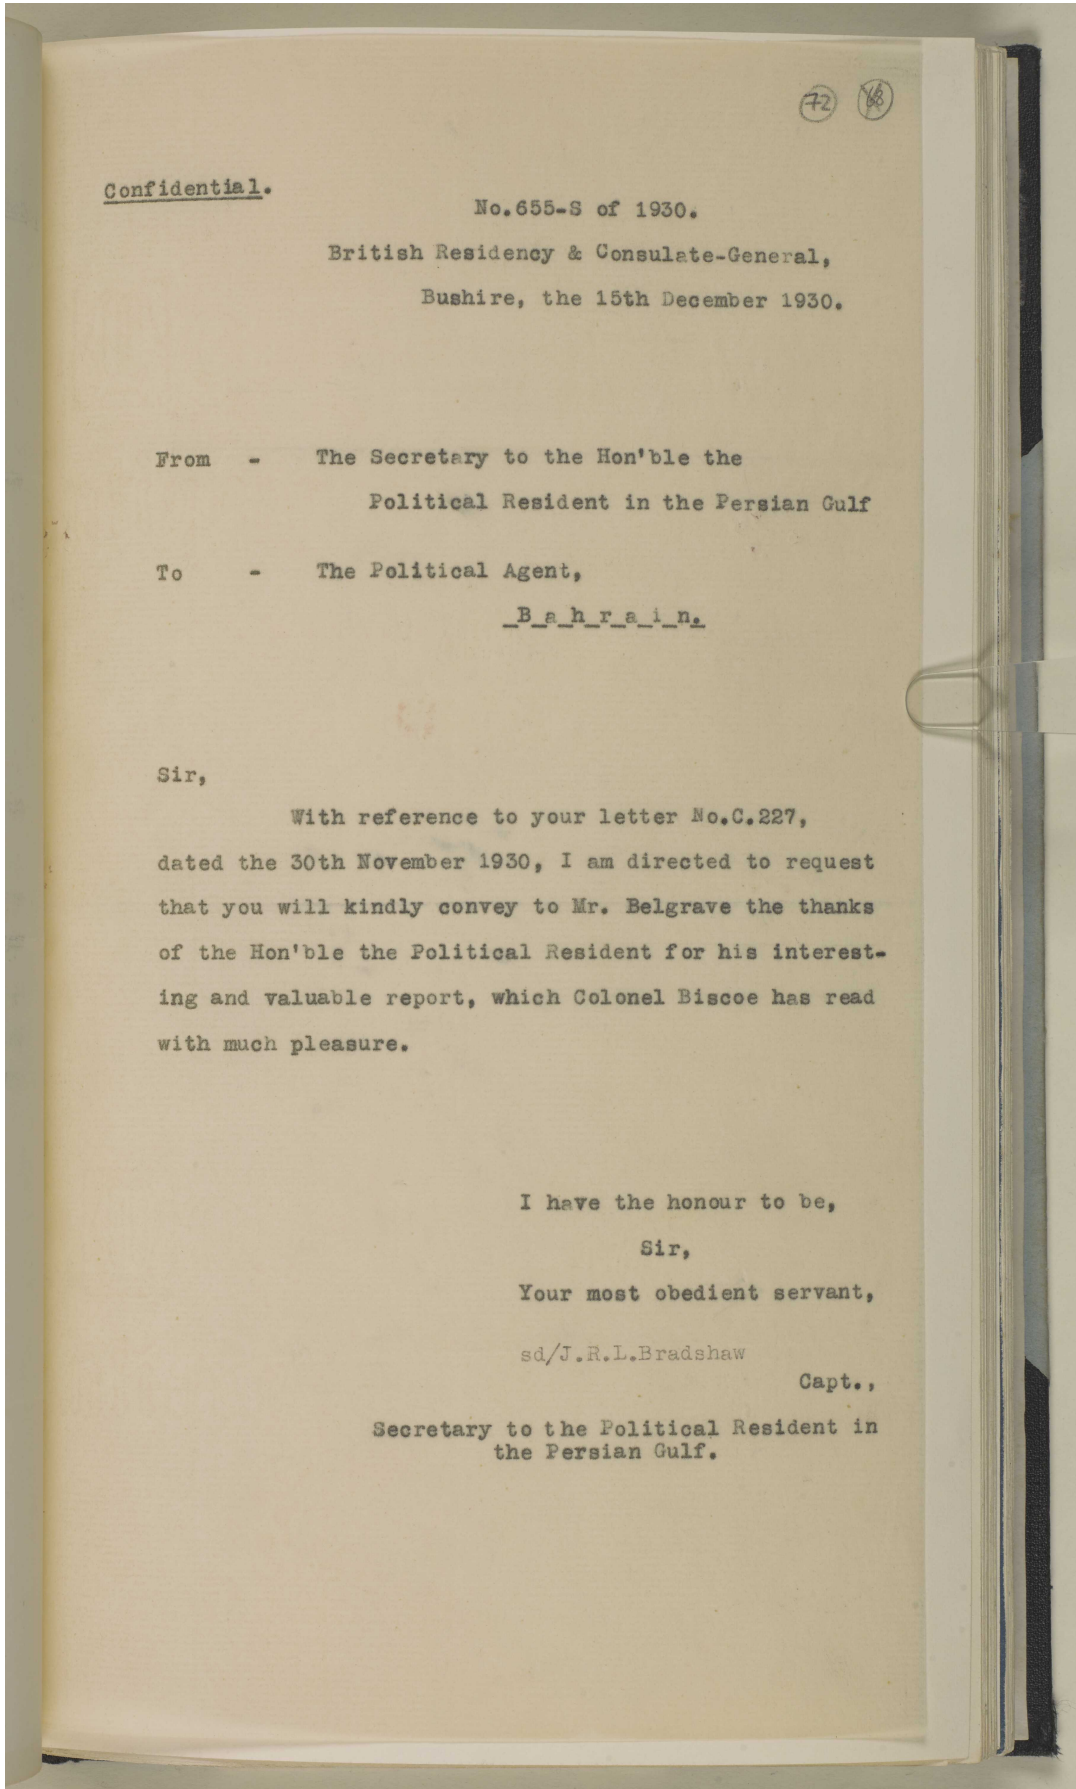 72 68
Confidential.
No.655-S of 1930.
British Residency & Consulate-General,
Bushire, the 15th December 1930.
From - The Secretary to the Hon'ble the
Political Resident in the Persian Gulf
To - The Political Agent,
B a h r a i n.
Sir,
With reference to your letter No.C.227,
dated the 30th November 1930, I am directed to request
that you will kindly convey to Mr. Belgrave the thanks
of the Hon'ble the Political Resident for his interest-
ing and valuable report, which Colonel Biscoe has read
with much pleasure.
I have the honour to be,
Sir,
Your most obedient servant,
sd/J.R.L.Bradshaw
Capt.,
Secretary to the Political Resident in
the Persian Gulf.